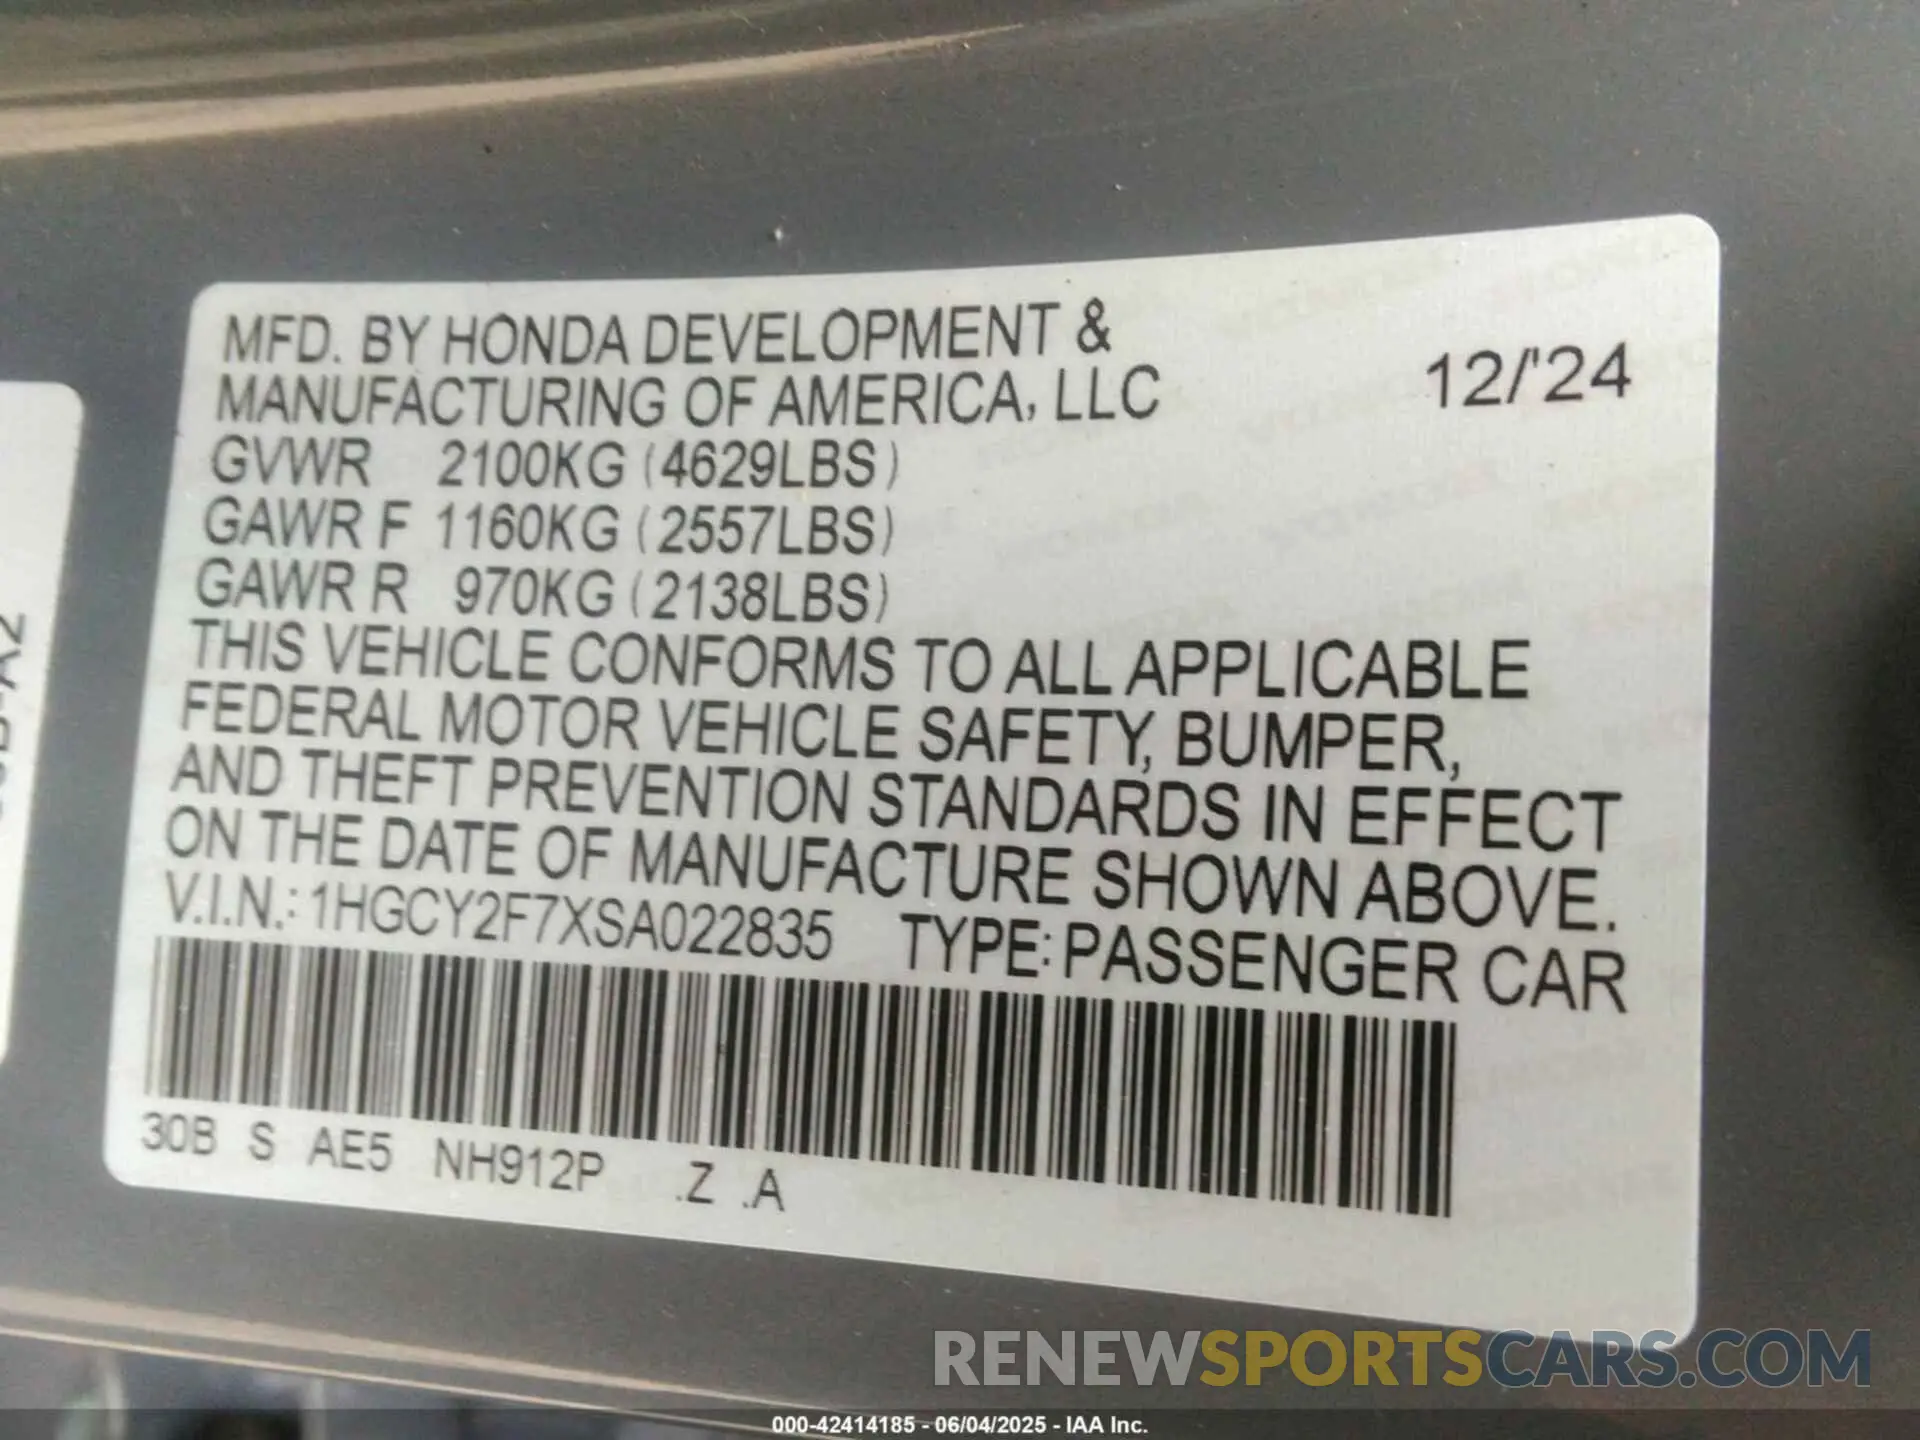 MFD. BY HONDA DEVELOPMENT &
MANUFACTURING OF AMERICA, LLC
12/'24
GVWR 2100KG (4629LBS)
GAWR F 1160KG (2557LBS)
GAWR R 970KG (2138LBS)
THIS VEHICLE CONFORMS TO ALL APPLICABLE
FEDERAL MOTOR VEHICLE SAFETY, BUMPER,
AND THEFT PREVENTION STANDARDS IN EFFECT
ON THE DATE OF MANUFACTURE SHOWN ABOVE.
V.I.N.: 1HGCY2F7XSA022835 TYPE: PASSENGER CAR
30B S AE5 NH912P .Z .A
RENEWSPORTSCARS.COM
000-42414185 - 06/04/2025 - IAA Inc.